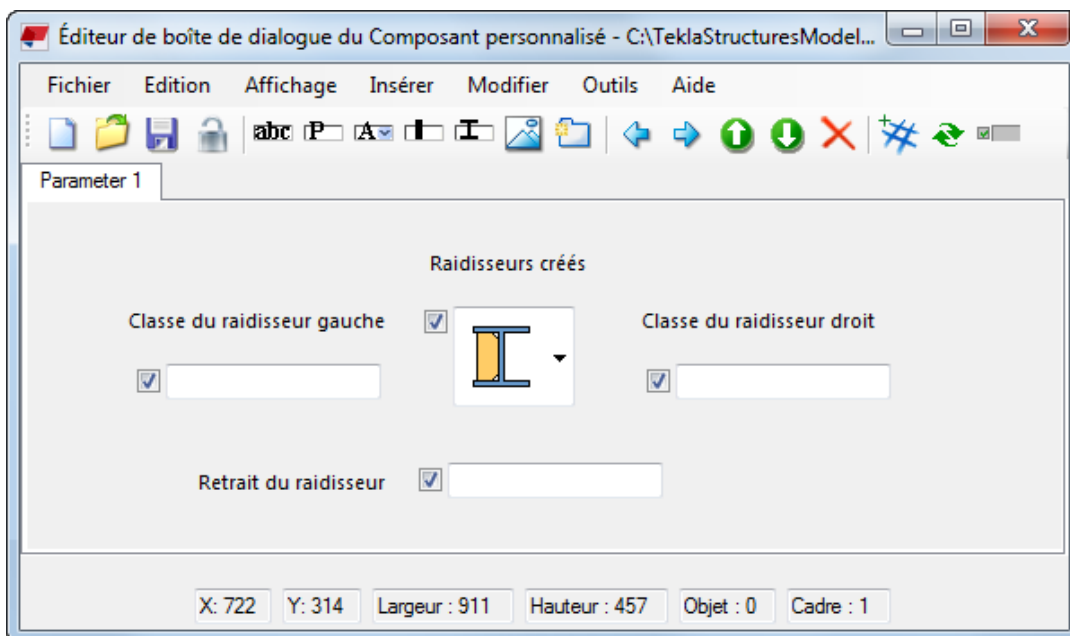 Éditeur de boîte de dialogue du Composant personnalisé - C:\TeklaStructuresModel...
Fichier Edition Affichage Insérer Modifier Outils Aide
abc P A
Parameter 1
Raidisseurs créés
Classe du raidisseur gauche
Classe du raidisseur droit
Retrait du raidisseur
X: 722 Y: 314 Largeur : 911 Hauteur : 457 Objet : 0 Cadre : 1